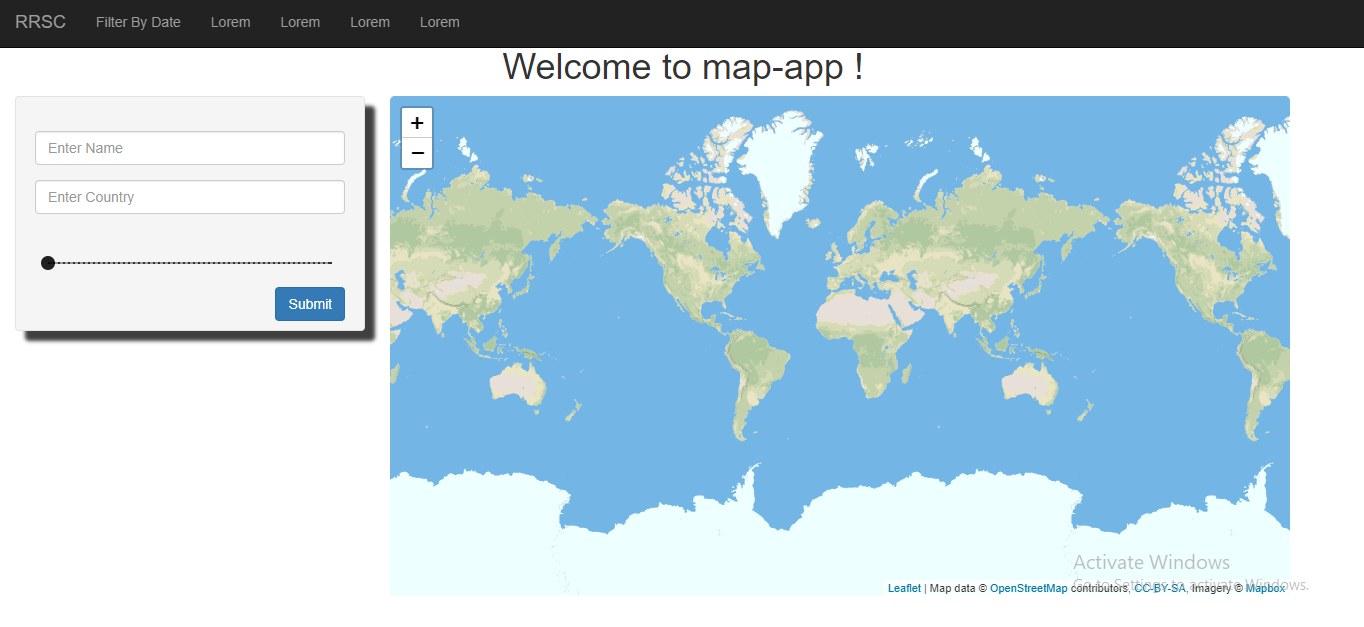 RRSC Filter By Date Lorem Lorem Lorem Lorem
Welcome to map-app !
Enter Name
Enter Country
Submit
+
−
Activate Windows
Go to Settings to activate Windows.
Leaflet | Map data © OpenStreetMap contributors, CC-BY-SA, Imagery © Mapbox